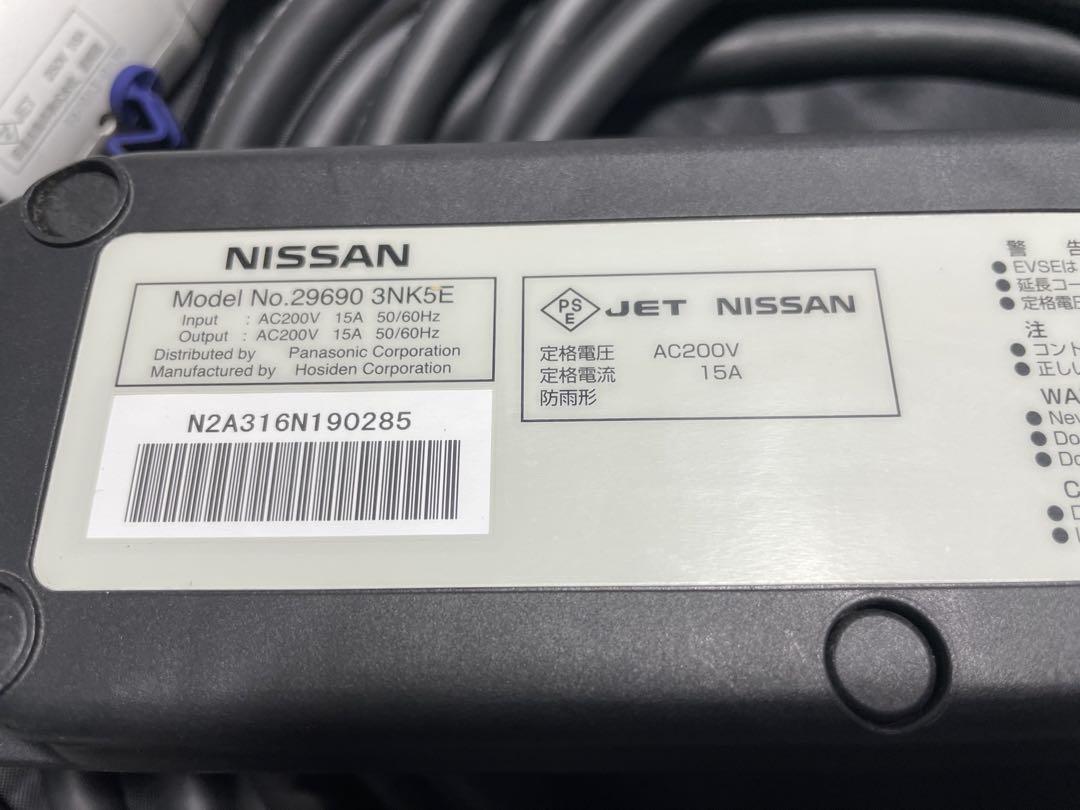 NISSAN
Model No.29690 3NK5E
Input : AC200V 15A 50/60Hz
Output : AC200V 15A 50/60Hz
Distributed by Panasonic Corporation
Manufactured by Hosiden Corporation
N2A316N190285
PS
E
JET NISSAN
定格電圧 AC200V
定格電流 15A
防雨形
警 告
● EVSEは
● 延長コー
● 定格電
注
● コント
● 正しい
WA
● Nev
● Do
● Do
JET 250V